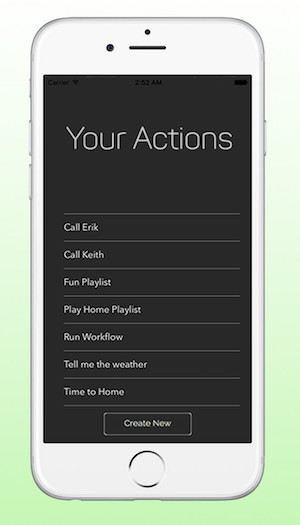 Carrier 2:52 AM
Your Actions
Call Erik
Call Keith
Fun Playlist
Play Home Playlist
Run Workflow
Tell me the weather
Time to Home
Create New